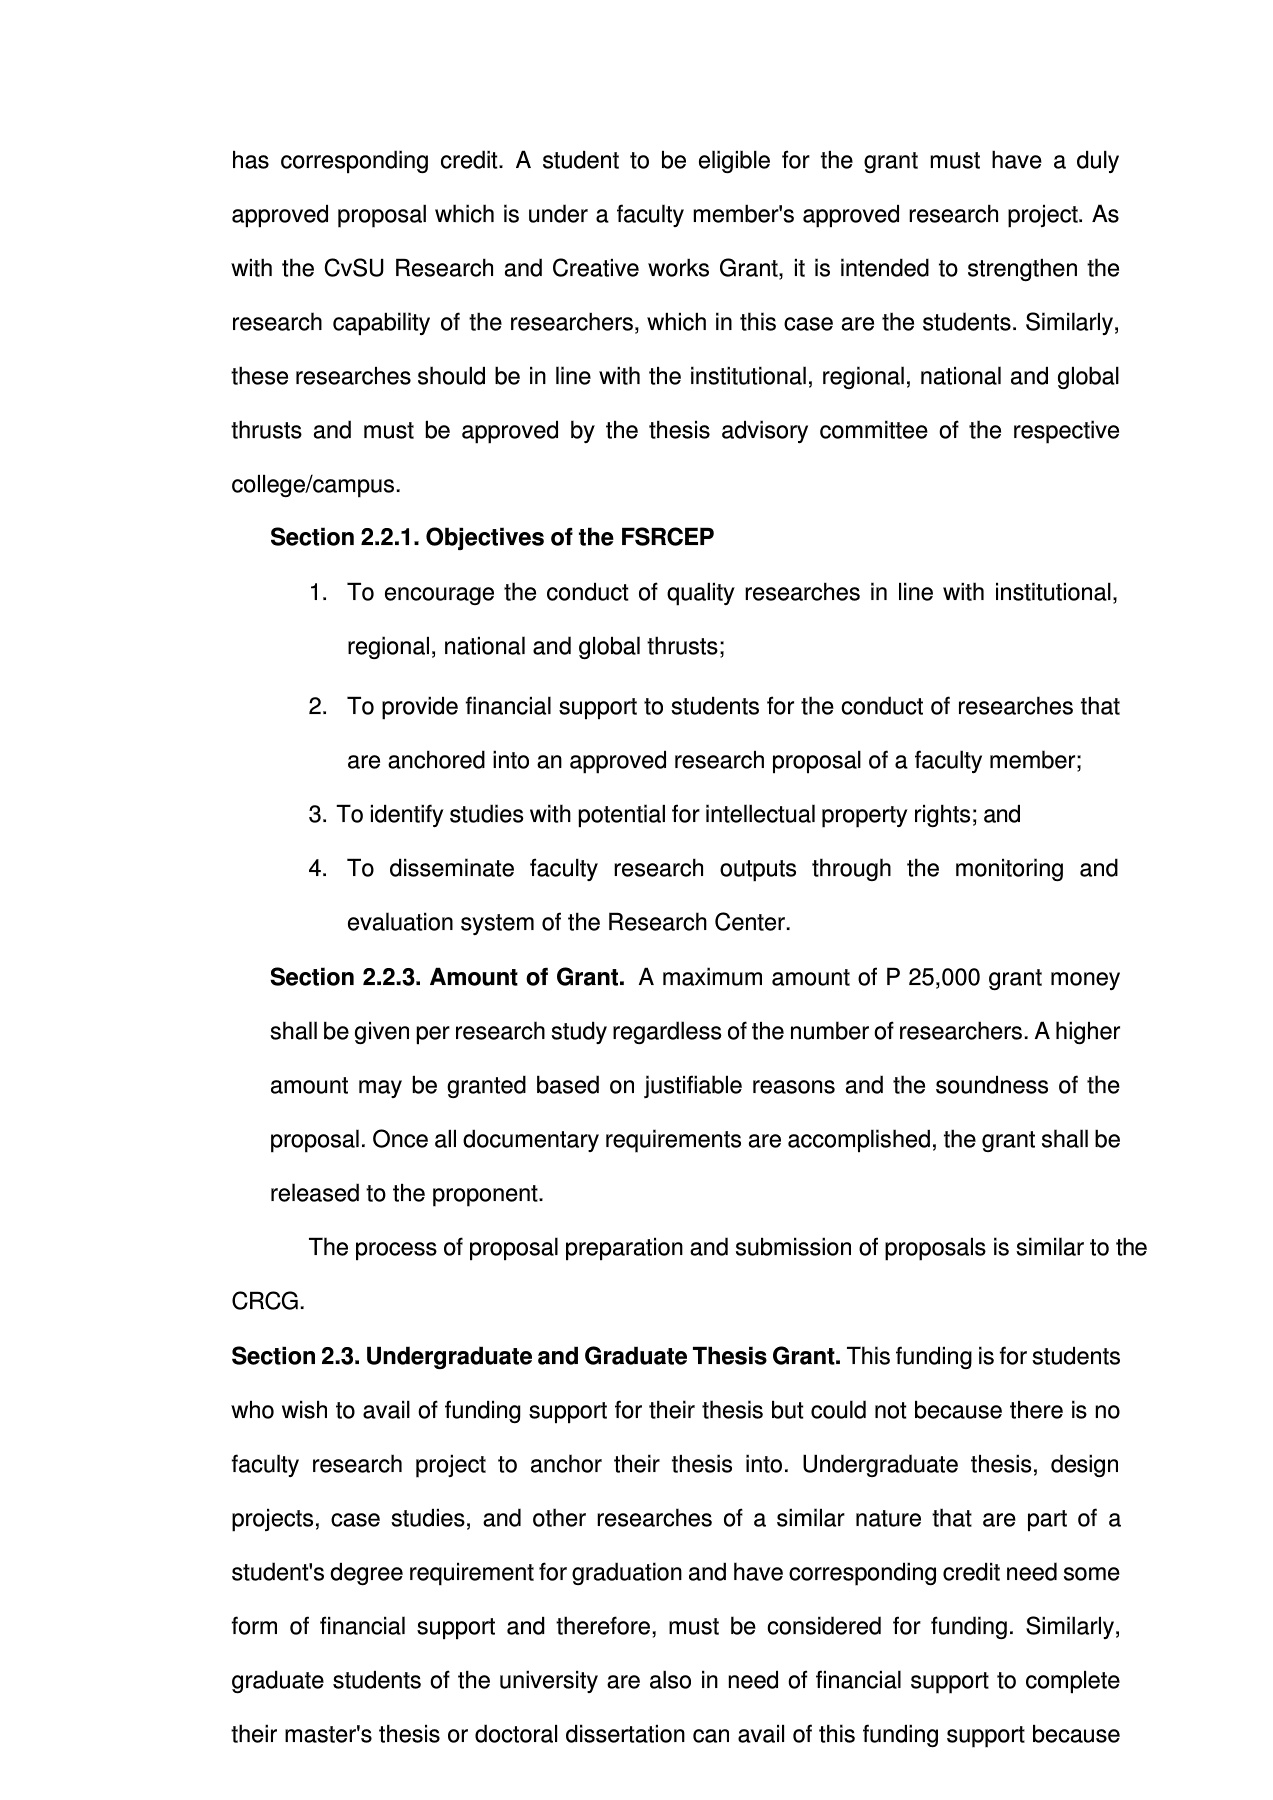 has corresponding credit. A student to be eligible for the grant must have a duly
approved proposal which is under a faculty member's approved research project. As
with the CvSU Research and Creative works Grant, it is intended to strengthen the
research capability of the researchers, which in this case are the students. Similarly,
these researches should be in line with the institutional, regional, national and global
thrusts and must be approved by the thesis advisory committee of the respective
college/campus.
Section 2.2.1. Objectives of the FSRCEP
1. To encourage the conduct of quality researches in line with institutional,
regional, national and global thrusts;
2. To provide financial support to students for the conduct of researches that
are anchored into an approved research proposal of a faculty member;
3. To identify studies with potential for intellectual property rights; and
4. To disseminate faculty research outputs through the monitoring and
evaluation system of the Research Center.
Section 2.2.3. Amount of Grant. A maximum amount of P 25,000 grant money
shall be given per research study regardless of the number of researchers. A higher
amount may be granted based on justifiable reasons and the soundness of the
proposal. Once all documentary requirements are accomplished, the grant shall be
released to the proponent.
The process of proposal preparation and submission of proposals is similar to the
CRCG.
Section 2.3. Undergraduate and Graduate Thesis Grant. This funding is for students
who wish to avail of funding support for their thesis but could not because there is no
faculty research project to anchor their thesis into. Undergraduate thesis, design
projects, case studies, and other researches of a similar nature that are part of a
student's degree requirement for graduation and have corresponding credit need some
form of financial support and therefore, must be considered for funding. Similarly,
graduate students of the university are also in need of financial support to complete
their master's thesis or doctoral dissertation can avail of this funding support because